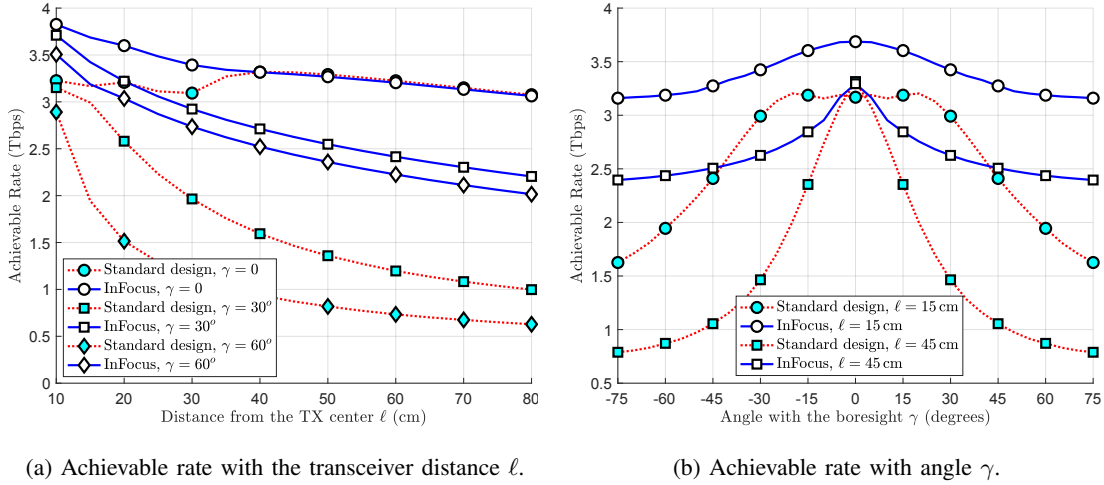 4
3.5
3
2.5
2
1.5
1
0.5
0
Achievable Rate (Tbps)
10 20 30 40 50 60 70 80
Distance from the TX center ℓ (cm)
Standard design, γ = 0
InFocus, γ = 0
Standard design, γ = 30°
InFocus, γ = 30°
Standard design, γ = 60°
InFocus, γ = 60°
(a) Achievable rate with the transceiver distance ℓ.
4
3.5
3
2.5
2
1.5
1
0.5
Achievable Rate (Tbps)
-75 -60 -45 -30 -15 0 15 30 45 60 75
Angle with the boresight γ (degrees)
Standard design, ℓ = 15 cm
InFocus, ℓ = 15 cm
Standard design, ℓ = 45 cm
InFocus, ℓ = 45 cm
(b) Achievable rate with angle γ.